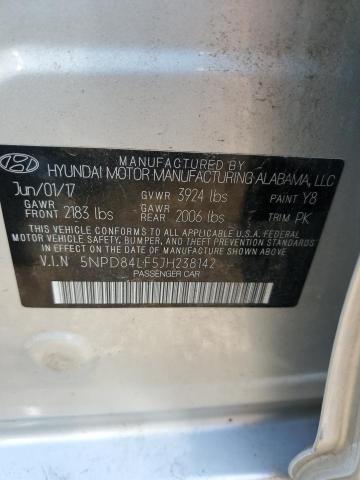 MANUFACTURED BY
HYUNDAI MOTOR MANUFACTURING ALABAMA, LLC
Jun/01/17 GVWR 3924 lbs PAINT Y8
GAWR FRONT 2183 lbs GAWR REAR 2006 lbs TRIM PK
THIS VEHICLE CONFORMS TO ALL APPLICABLE U.S. FEDERAL
MOTOR VEHICLE SAFETY, BUMPER, AND THEFT PREVENTION
STANDARDS IN EFFECT ON THE DATE OF MANUFACTURE SHOWN ABOVE.
V.I.N 5NPD84LF5JH238142
PASSENGER CAR